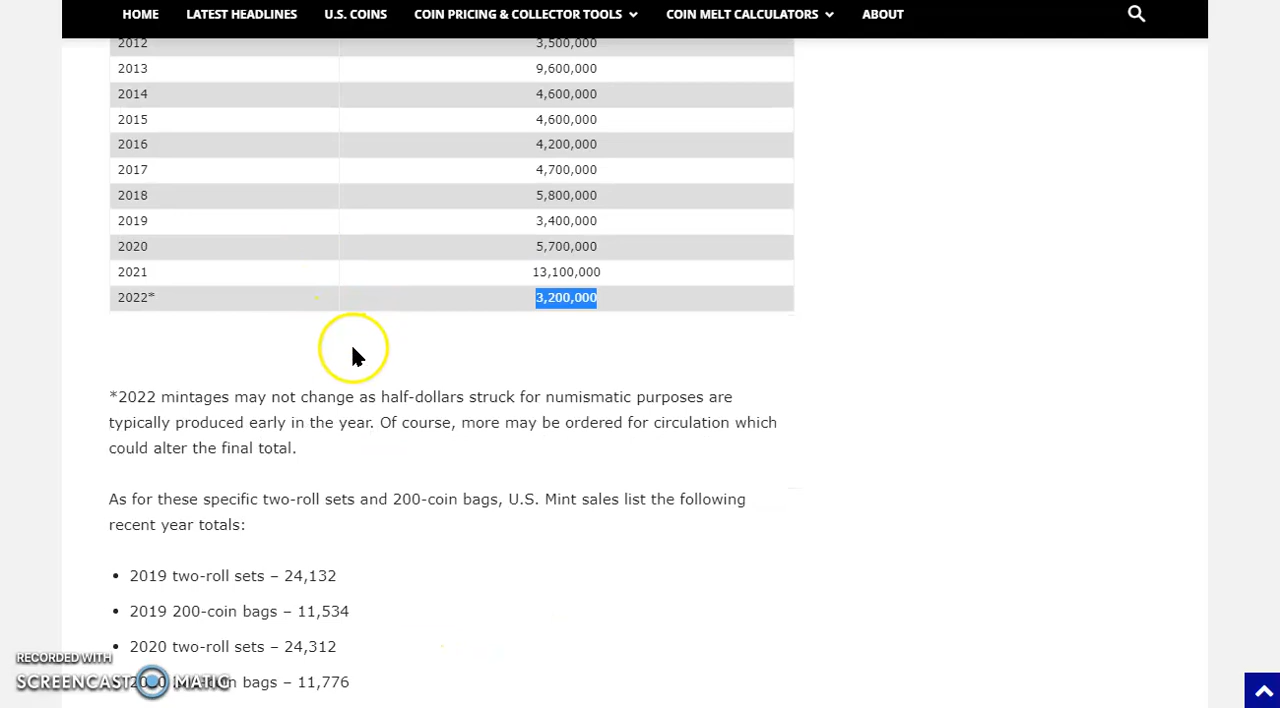 HOME LATEST HEADLINES U.S. COINS COIN PRICING & COLLECTOR TOOLS COIN MELT CALCULATORS ABOUT
2012 3,500,000
2013 9,600,000
2014 4,600,000
2015 4,600,000
2016 4,200,000
2017 4,700,000
2018 5,800,000
2019 3,400,000
2020 5,700,000
2021 13,100,000
2022* 3,200,000
*2022 mintages may not change as half-dollars struck for numismatic purposes are
typically produced early in the year. Of course, more may be ordered for circulation which
could alter the final total.
As for these specific two-roll sets and 200-coin bags, U.S. Mint sales list the following
recent year totals:
• 2019 two-roll sets – 24,132
• 2019 200-coin bags – 11,534
• 2020 two-roll sets – 24,312
RECORDED WITH
SCREENCAST MATIC
bags – 11,776